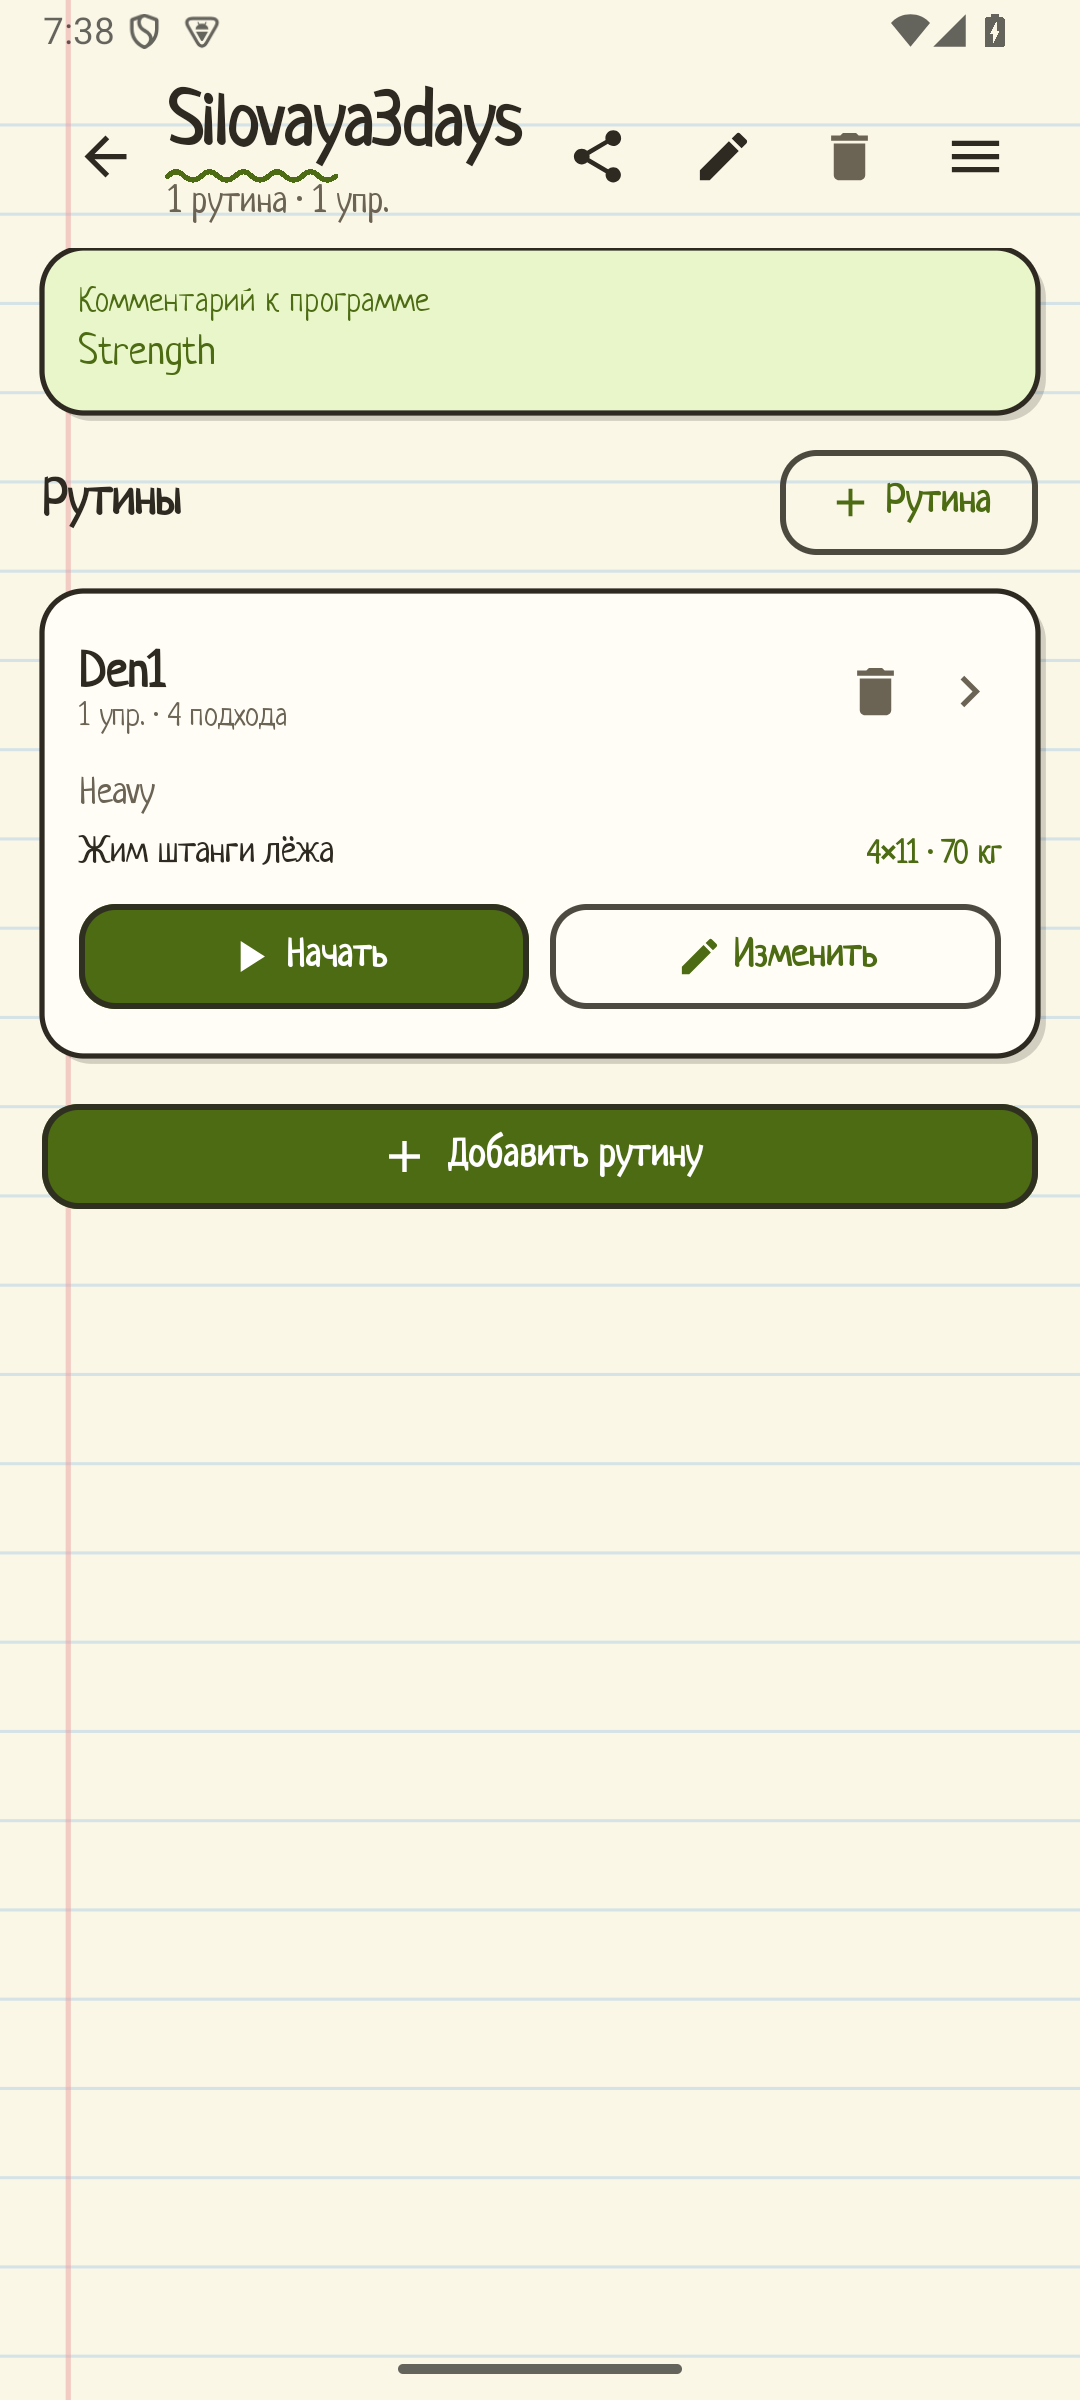 7:38
Silovaya3days
1 рутина · 1 упр.
Комментарий к программе
Strength
Рутины
+ Рутина
Den1
1 упр. · 4 подхода
Heavy
Жим штанги лёжа
4×11 · 70 кг
Начать
Изменить
+ Добавить рутину